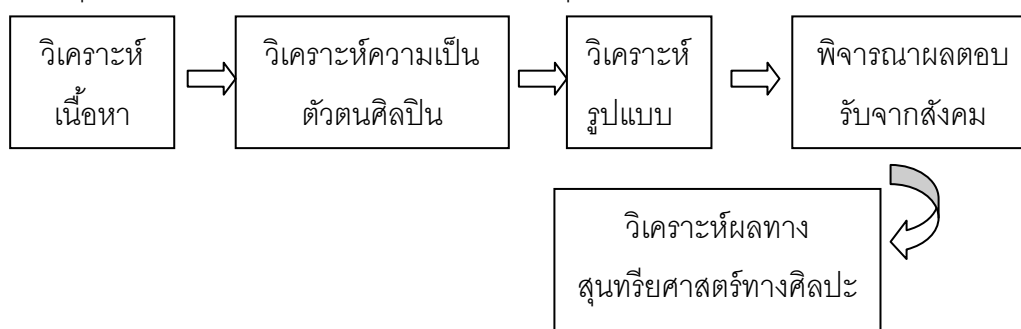 วิเคราะห์
เนื้อหา
วิเคราะห์ความเป็น
ตัวตนศิลปิน
วิเคราะห์
รูปแบบ
พิจารณาผลตอบ
รับจากสังคม
วิเคราะห์ผลทาง
สุนทรียศาสตร์ทางศิลปะ